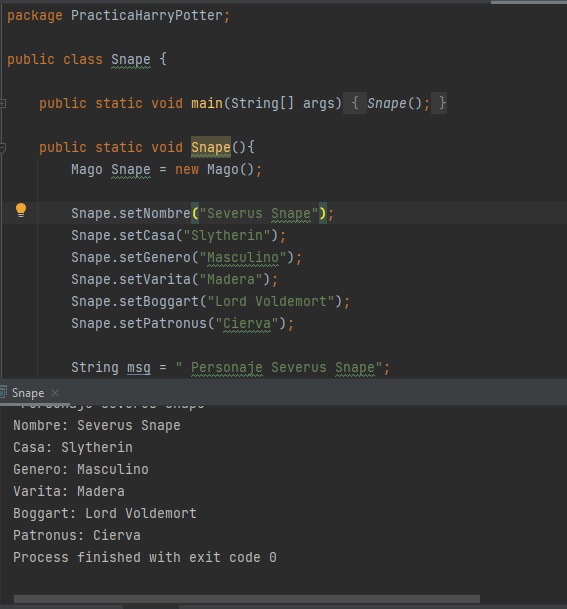 package PracticaHarryPotter;
public class Snape {
public static void main(String[] args) { Snape(); }
public static void Snape(){
Mago Snape = new Mago();
Snape.setNombre("Severus Snape");
Snape.setCasa("Slytherin");
Snape.setGenero("Masculino");
Snape.setVarita("Madera");
Snape.setBoggart("Lord Voldemort");
Snape.setPatronus("Cierva");
String msg = " Personaje Severus Snape";
Snape ×
Personaje Severus Snape
Nombre: Severus Snape
Casa: Slytherin
Genero: Masculino
Varita: Madera
Boggart: Lord Voldemort
Patronus: Cierva
Process finished with exit code 0